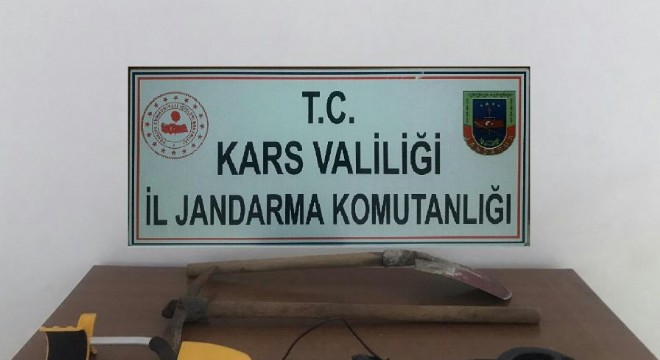 T.C.
KARS VALİLİĞİ
İL JANDARMA KOMUTANLIĞI